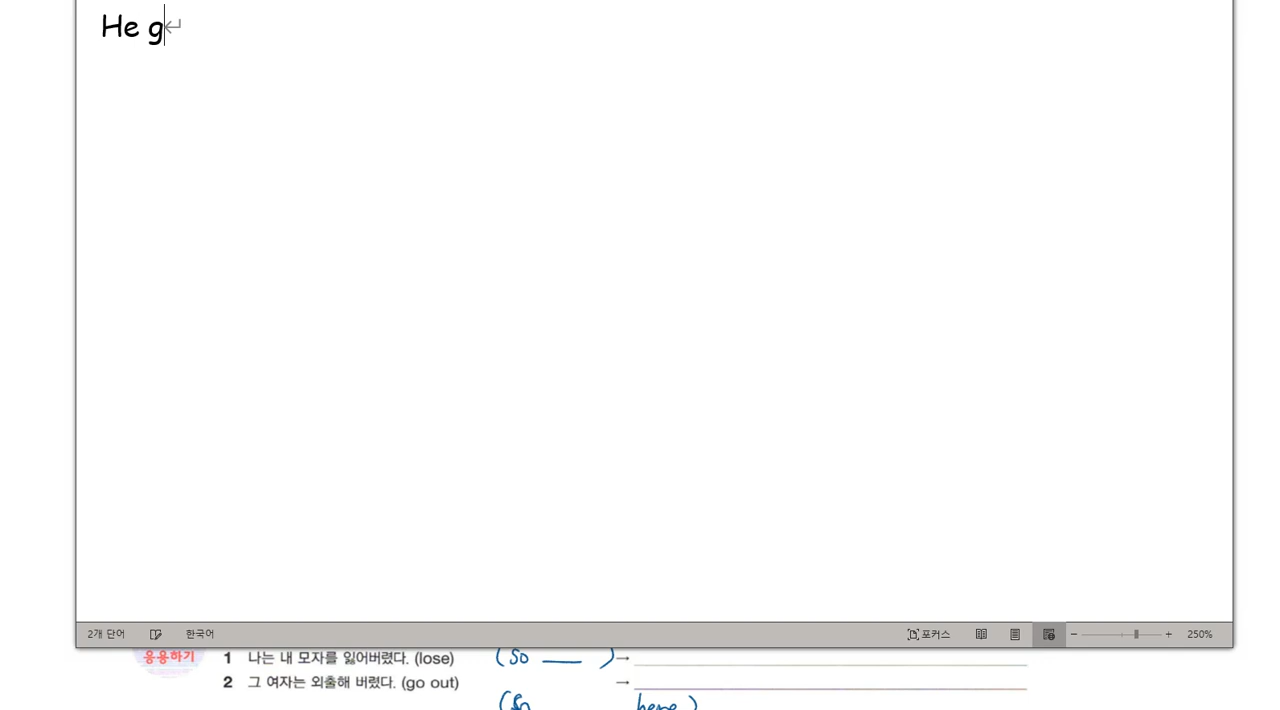 He g
2개 단어 한국어 포커스 250%
응용하기 1 나는 내 모자를 잃어버렸다. (lose) (so ___ ) →
2 그 여자는 외출해 버렸다. (go out) →
(So here)